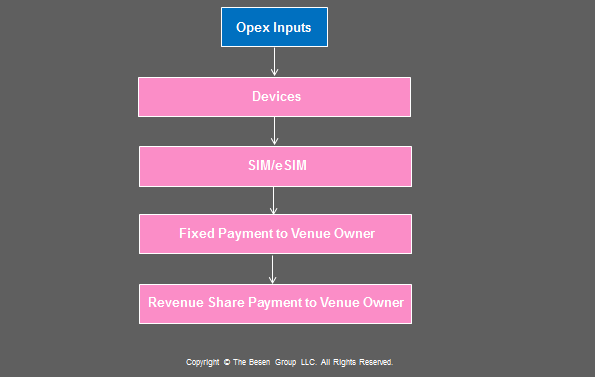 Opex Inputs
Devices
SIM/eSIM
Fixed Payment to Venue Owner
Revenue Share Payment to Venue Owner
Copyright © The Besen Group LLC. All Rights Reserved.